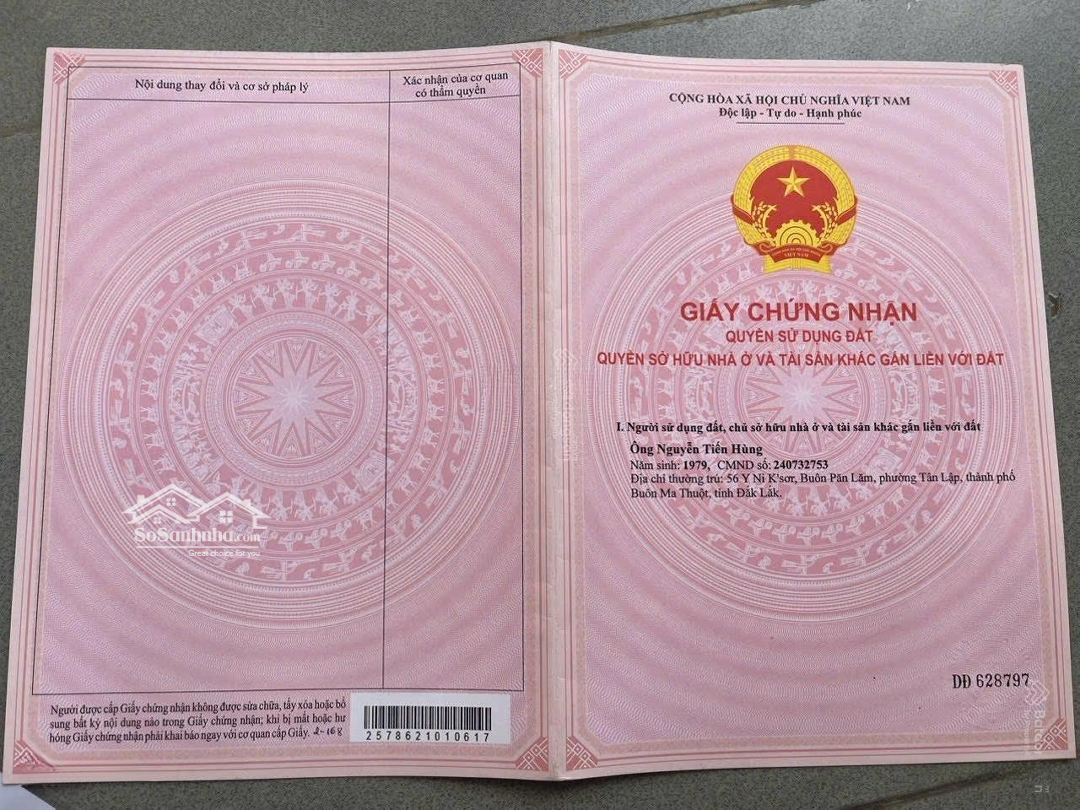 Nội dung thay đổi và cơ sở pháp lý
Xác nhận của cơ quan
có thẩm quyền
SoSanhnha.com
Great choice for you
Người được cấp Giấy chứng nhận không được sửa chữa, tẩy xóa hoặc bổ
sung bất kỳ nội dung nào trong Giấy chứng nhận; khi bị mất hoặc hư
hỏng Giấy chứng nhận phải khai báo ngay với cơ quan cấp Giấy.
2578621010617
CỘNG HÒA XÃ HỘI CHỦ NGHĨA VIỆT NAM
Độc lập - Tự do - Hạnh phúc
VIỆT NAM
GIẤY CHỨNG NHẬN
QUYỀN SỬ DỤNG ĐẤT
QUYỀN SỞ HỮU NHÀ Ở VÀ TÀI SẢN KHÁC GẮN LIỀN VỚI ĐẤT
I. Người sử dụng đất, chủ sở hữu nhà ở và tài sản khác gắn liền với đất
Ông Nguyễn Tiến Hùng
Năm sinh: 1979, CMND số: 240732753
Địa chỉ thường trú: 56 Y Ni K'sơr, Buôn Păn Lăm, phường Tân Lập, thành phố
Buôn Ma Thuột, tỉnh Đắk Lắk.
DĐ 628797